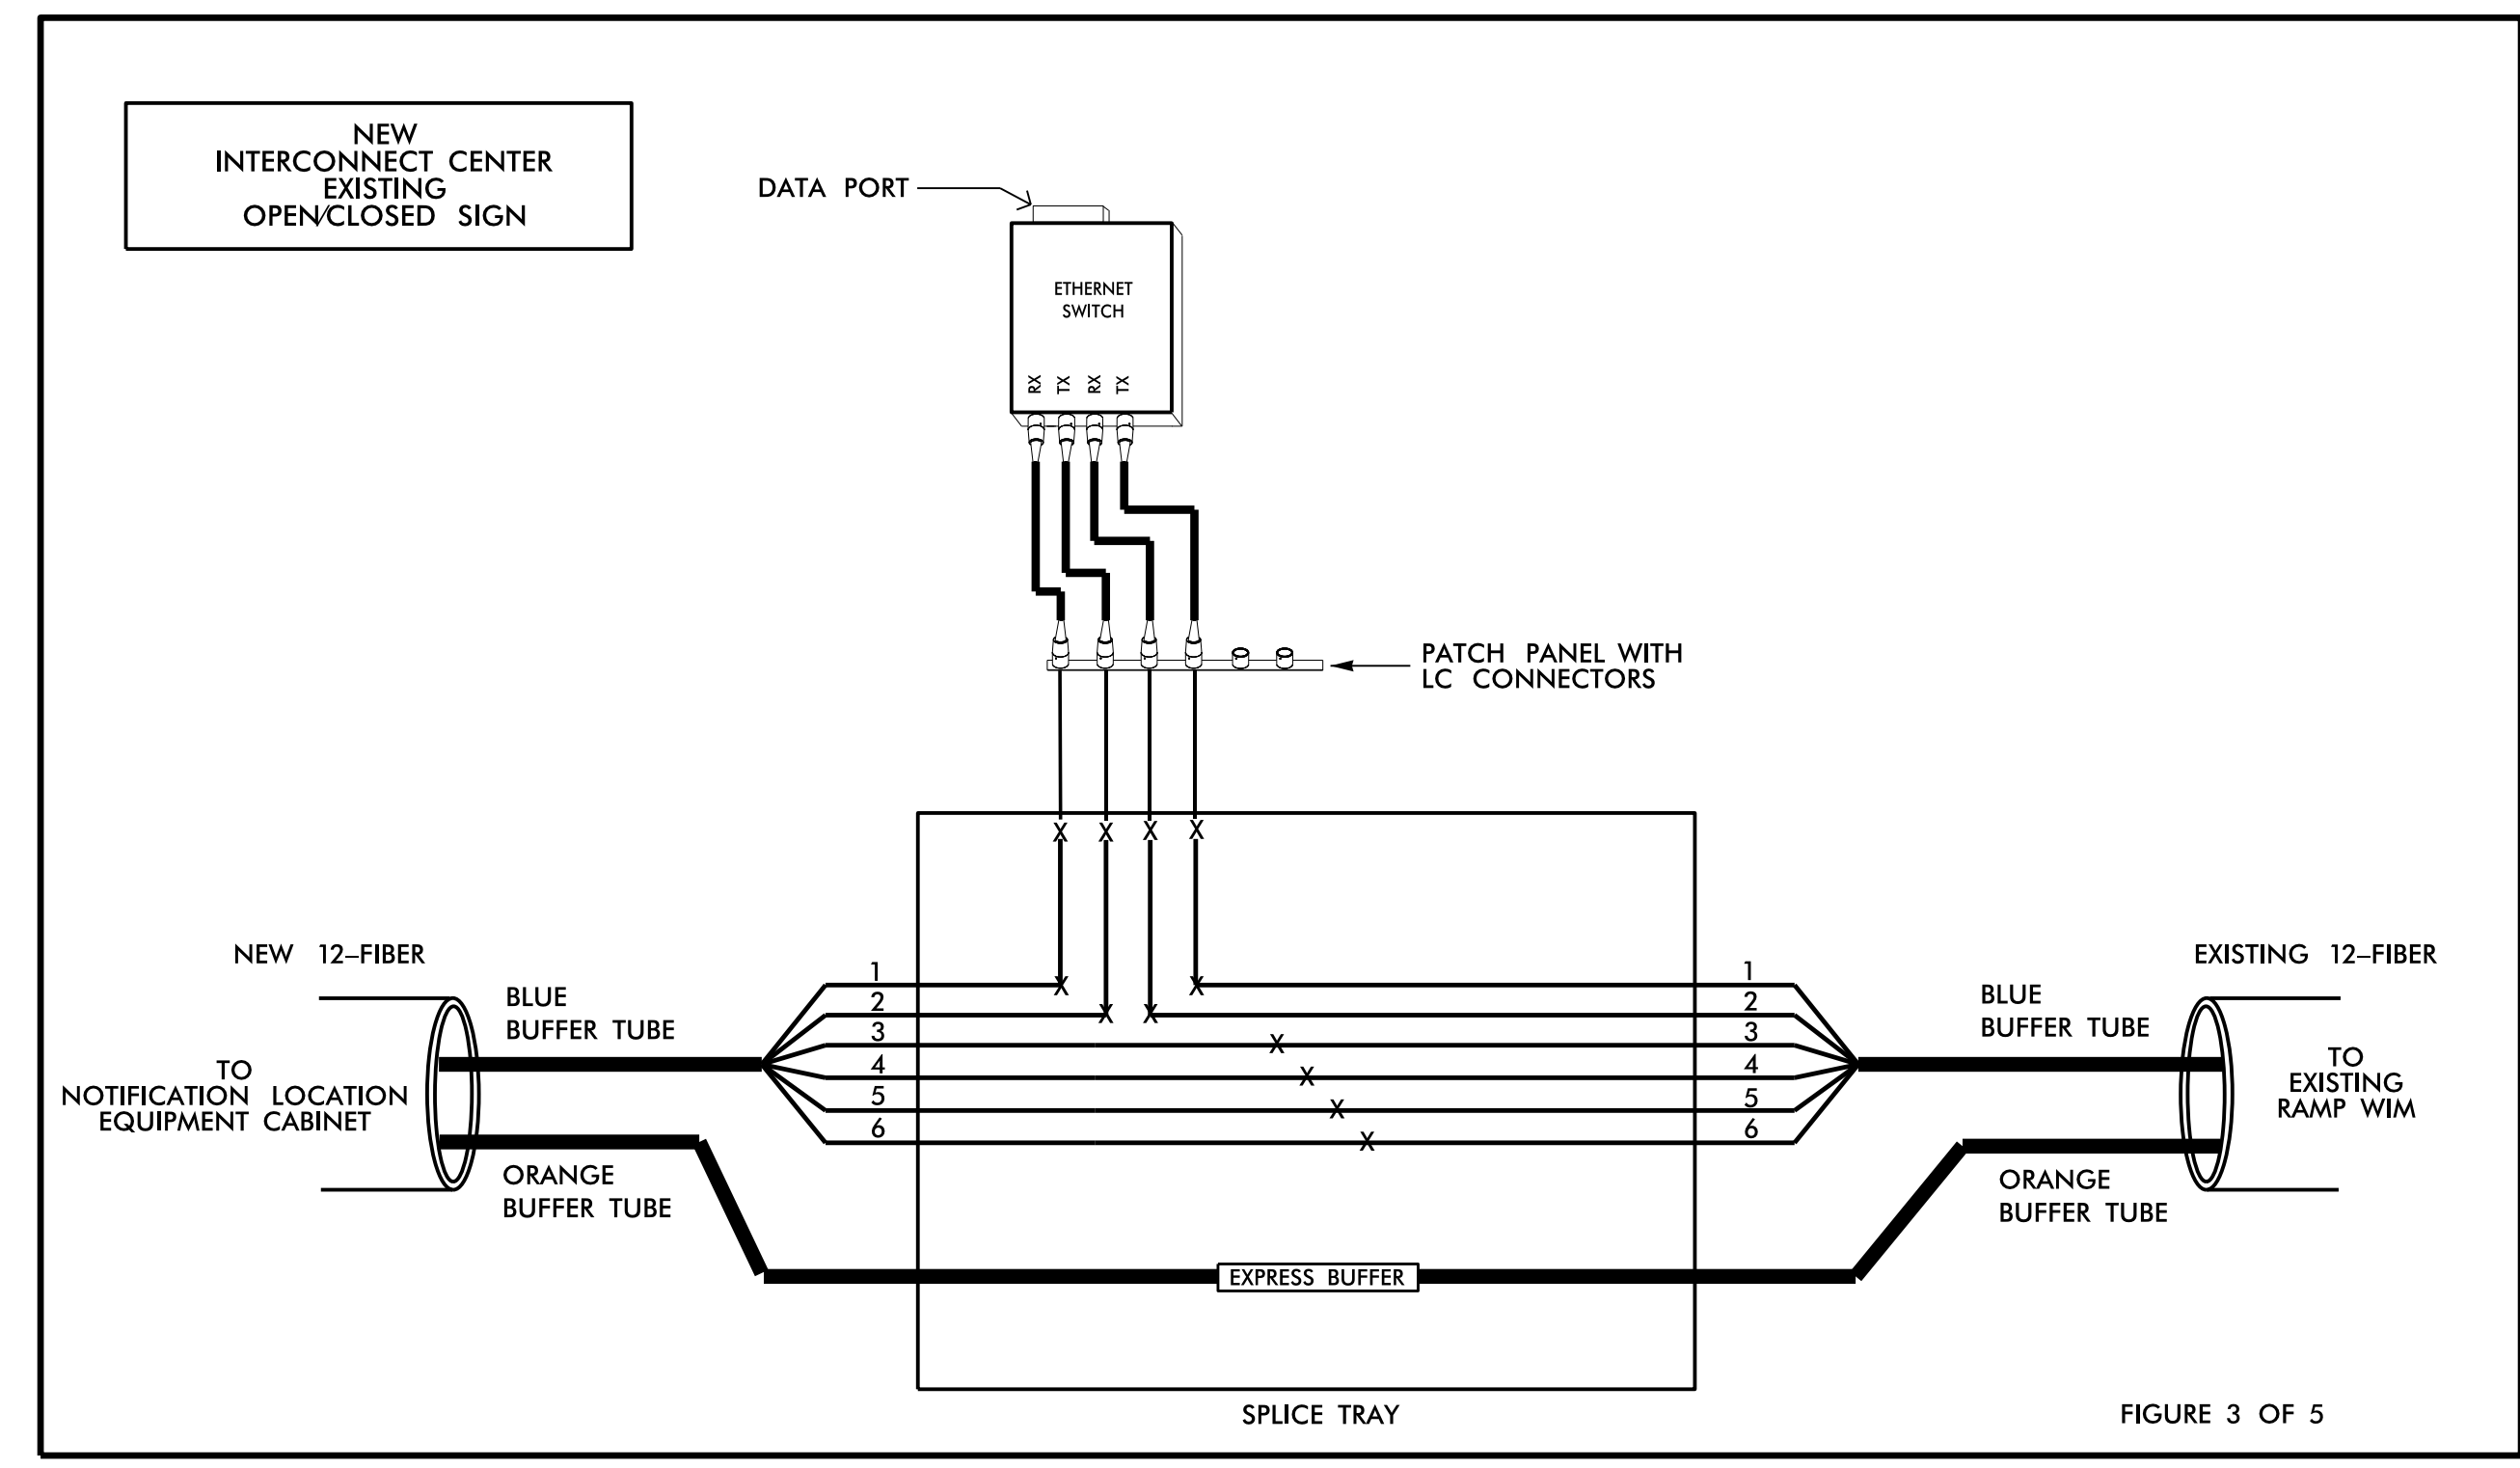 NEW
INTERCONNECT CENTER
EXISTING
OPEN/CLOSED SIGN
DATA PORT
ETHERNET
SWITCH
RX TX RX TX
PATCH PANEL WITH
LC CONNECTORS
X X X X
NEW 12-FIBER
BLUE
BUFFER TUBE
TO
NOTIFICATION LOCATION
EQUIPMENT CABINET
ORANGE
BUFFER TUBE
1 X X 1
2 X X 2
3 X 3
4 X 4
5 X 5
6 X 6
EXISTING 12-FIBER
BLUE
BUFFER TUBE
TO
EXISTING
RAMP WIM
ORANGE
BUFFER TUBE
EXPRESS BUFFER
SPLICE TRAY
FIGURE 3 OF 5